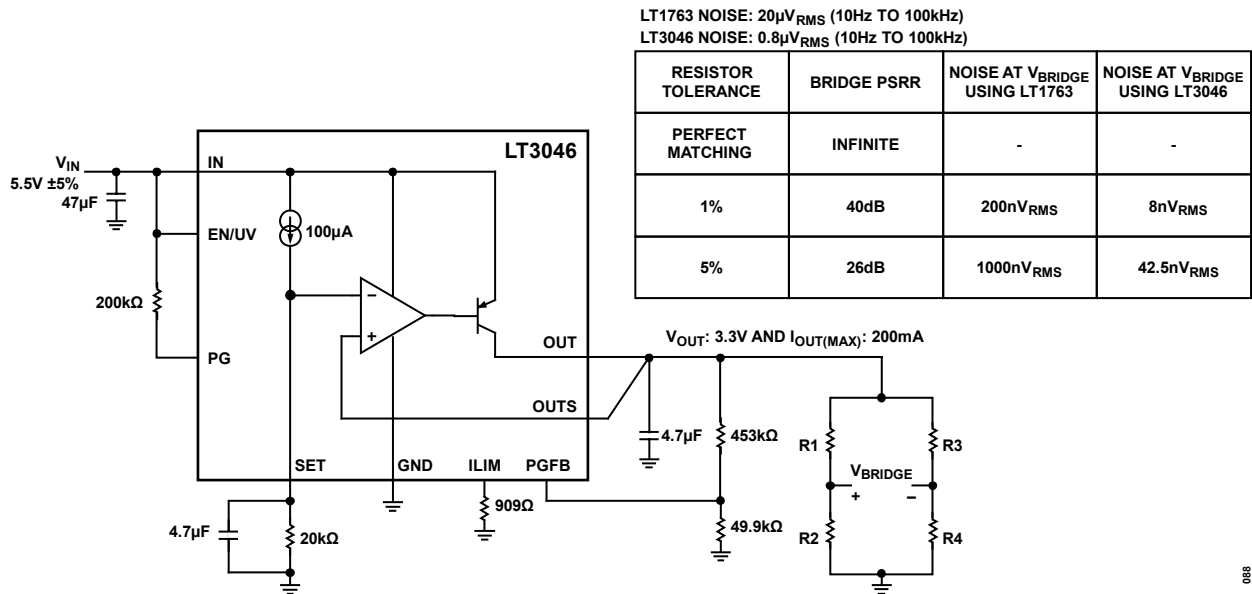 LT1763 NOISE: 20µVRMS (10Hz TO 100kHz)
LT3046 NOISE: 0.8µVRMS (10Hz TO 100kHz)
RESISTOR TOLERANCE
BRIDGE PSRR
NOISE AT VBRIDGE USING LT1763
NOISE AT VBRIDGE USING LT3046
PERFECT MATCHING
INFINITE
-
-
1%
40dB
200nVRMS
8nVRMS
5%
26dB
1000nVRMS
42.5nVRMS
LT3046
VIN
5.5V ±5%
47µF
IN
EN/UV
100µA
200kΩ
PG
−
+
OUT
OUTS
VOUT: 3.3V AND IOUT(MAX): 200mA
4.7µF
453kΩ
R1
R3
VBRIDGE
+
−
R2
R4
SET
GND
ILIM
PGFB
4.7µF
20kΩ
909Ω
49.9kΩ
088